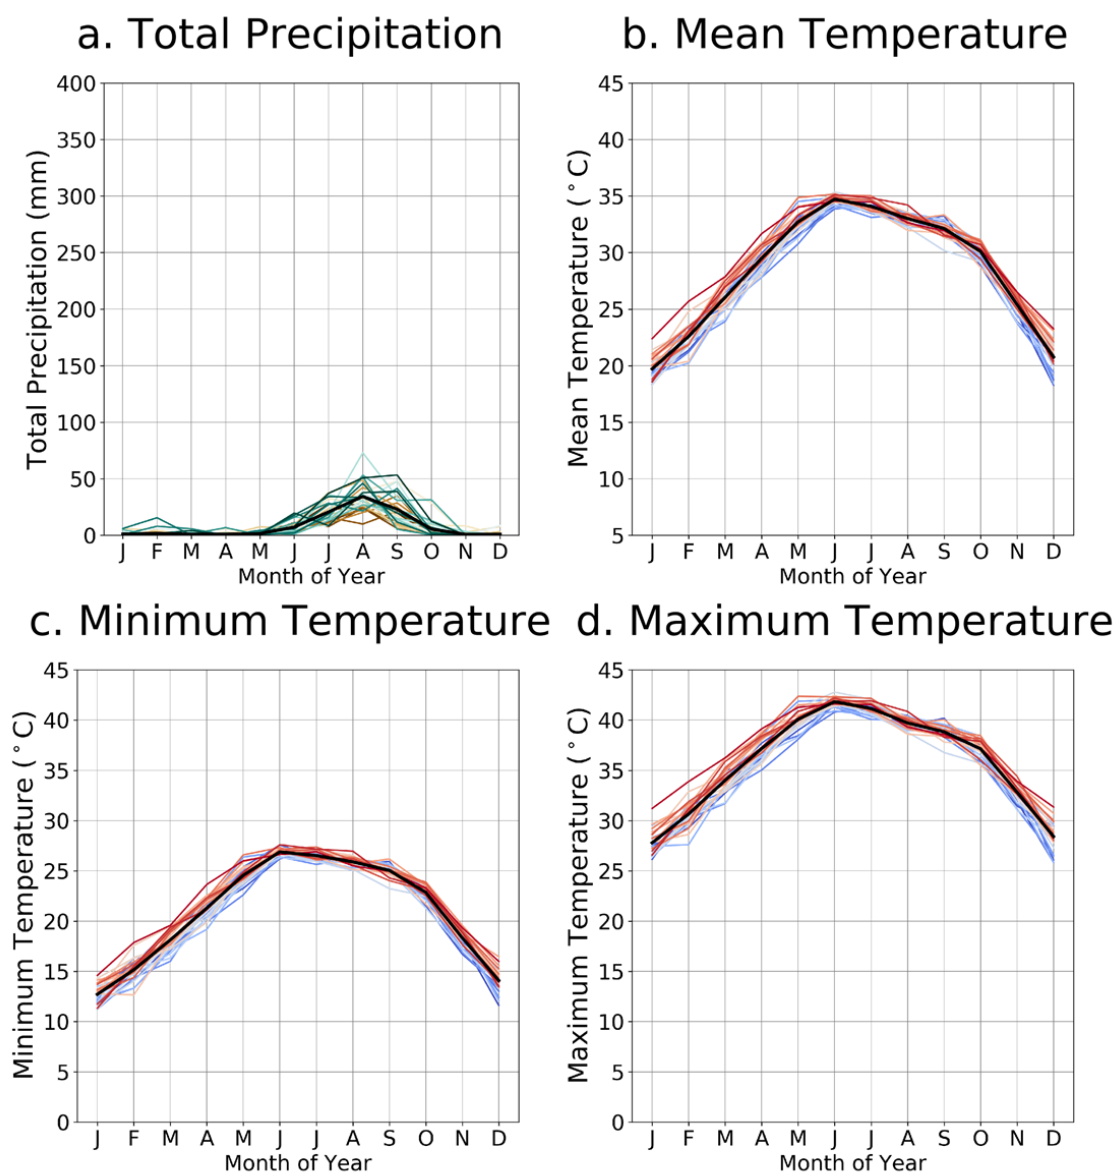 a. Total Precipitation
Total Precipitation (mm)
400
350
300
250
200
150
100
50
0
J F M A M J J A S O N D
Month of Year
b. Mean Temperature
Mean Temperature (°C)
45
40
35
30
25
20
15
10
5
J F M A M J J A S O N D
Month of Year
c. Minimum Temperature
Minimum Temperature (°C)
45
40
35
30
25
20
15
10
5
0
J F M A M J J A S O N D
Month of Year
d. Maximum Temperature
Maximum Temperature (°C)
45
40
35
30
25
20
15
10
5
0
J F M A M J J A S O N D
Month of Year